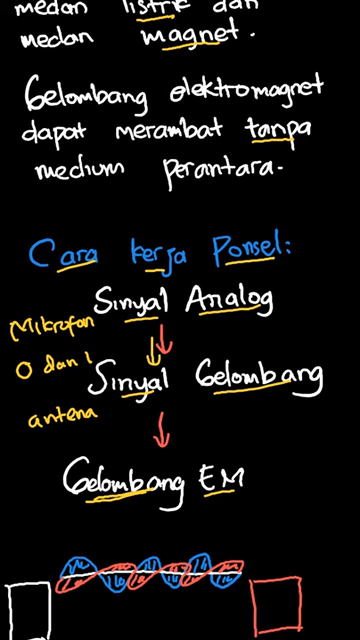 medan listrik dan
medan magnet.
Gelombang elektromagnet
dapat merambat tanpa
medium perantara.
Cara kerja Ponsel:
Sinyal Analog
Mikrofon
0 dan 1
Sinyal Gelombang
antena
Gelombang EM